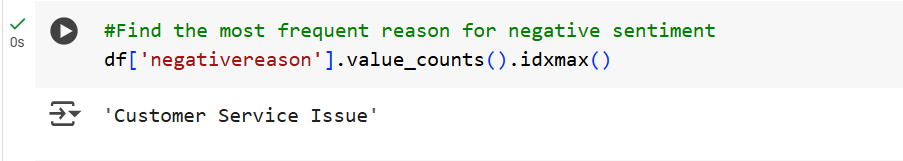 #Find the most frequent reason for negative sentiment
0s
df['negativereason'].value_counts().idxmax()
'Customer Service Issue'